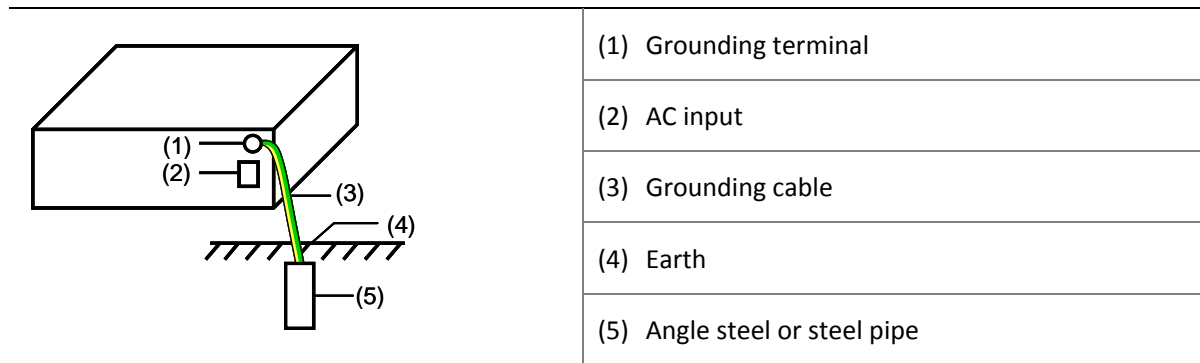 (1)
(2)
(3)
(4)
(5)
(1) Grounding terminal
(2) AC input
(3) Grounding cable
(4) Earth
(5) Angle steel or steel pipe